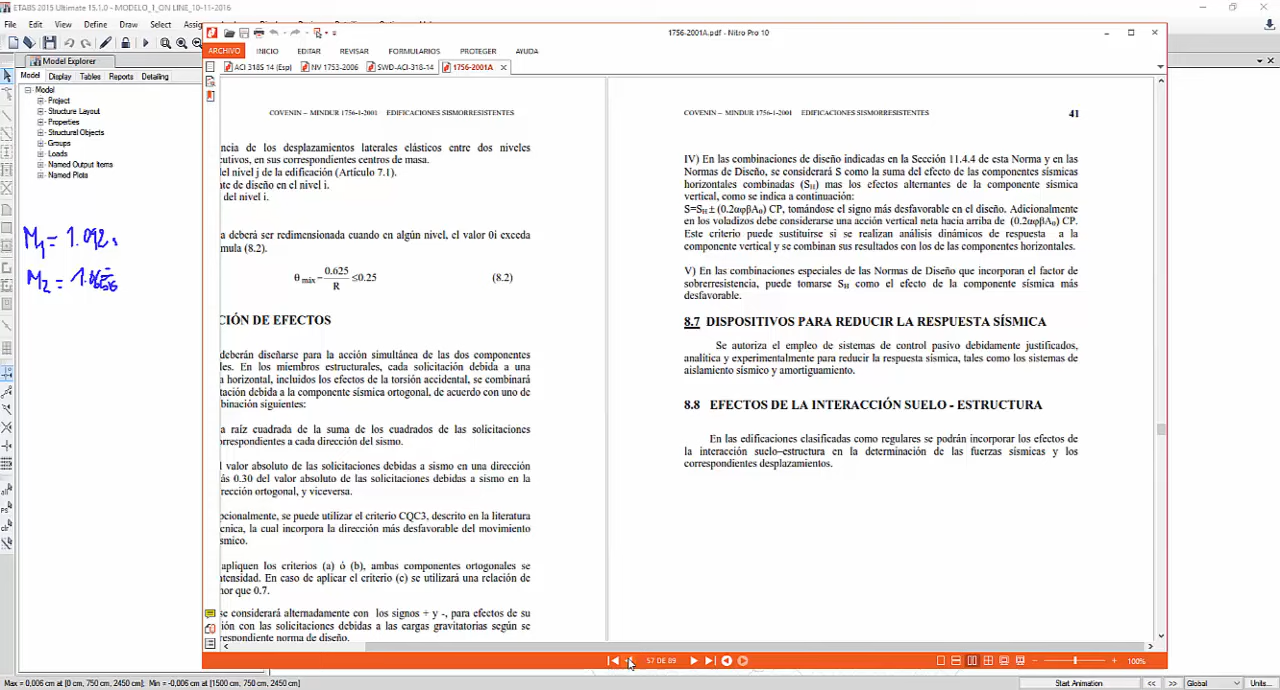 ETABS 2015 Ultimate 15.1.0 - MODELO_1_ON LINE_10-11-2016
File Edit View Define Draw Select
1756-2001A.pdf - Nitro Pro 10
ARCHIVO INICIO EDITAR REVISAR FORMULARIOS PROTEGER AYUDA
ACI 318S 14 (Esp) NV 1753-2006 SWD-ACI-318-14 1756-2001A
Model Explorer
Model Display Tables Reports Detailing
Model
Project
Structure Layout
Properties
Structural Objects
Groups
Loads
Named Output Items
Named Plots
M1 = 1.092
M2 =
COVENIN – MINDUR 1756-1-2001 EDIFICACIONES SISMORRESISTENTES
ncia de los desplazamientos laterales elásticos entre dos niveles
cutivos, en sus correspondientes centros de masa.
del nivel j de la edificación (Artículo 7.1).
te de diseño en el nivel i.
del nivel i.
a deberá ser redimensionada cuando en algún nivel, el valor θi exceda
mula (8.2).
θ máx = 0.625 / R ≤ 0.25 (8.2)
CIÓN DE EFECTOS
deberán diseñarse para la acción simultánea de las dos componentes
les. En los miembros estructurales, cada solicitación debida a una
a horizontal, incluidos los efectos de la torsión accidental, se combinará
tación debida a la componente sísmica ortogonal, de acuerdo con uno de
binación siguientes:
a raíz cuadrada de la suma de los cuadrados de las solicitaciones
rrespondientes a cada dirección del sismo.
l valor absoluto de las solicitaciones debidas a sismo en una dirección
ás 0.30 del valor absoluto de las solicitaciones debidas a sismo en la
rección ortogonal, y viceversa.
pcionalmente, se puede utilizar el criterio CQC3, descrito en la literatura
cnica, la cual incorpora la dirección más desfavorable del movimiento
smico.
apliquen los criterios (a) ó (b), ambas componentes ortogonales se
ntensidad. En caso de aplicar el criterio (c) se utilizará una relación de
nor que 0.7.
se considerará alternadamente con los signos + y -, para efectos de su
ción con las solicitaciones debidas a las cargas gravitatorias según se
respondiente norma de diseño.
COVENIN – MINDUR 1756-1-2001 EDIFICACIONES SISMORRESISTENTES 41
IV) En las combinaciones de diseño indicadas en la Sección 11.4.4 de esta Norma y en las
Normas de Diseño, se considerará S como la suma del efecto de las componentes sísmicas
horizontales combinadas (SH) mas los efectos alternantes de la componente sísmica
vertical, como se indica a continuación:
S=SH ± (0.2αφβA0) CP, tomándose el signo más desfavorable en el diseño. Adicionalmente
en los voladizos debe considerarse una acción vertical neta hacia arriba de (0.2αφβA0) CP.
Este criterio puede sustituirse si se realizan análisis dinámicos de respuesta a la
componente vertical y se combinan sus resultados con los de las componentes horizontales.
V) En las combinaciones especiales de las Normas de Diseño que incorporan el factor de
sobrerresistencia, puede tomarse SH como el efecto de la componente sísmica más
desfavorable.
8.7 DISPOSITIVOS PARA REDUCIR LA RESPUESTA SÍSMICA
Se autoriza el empleo de sistemas de control pasivo debidamente justificados,
analítica y experimentalmente para reducir la respuesta sísmica, tales como los sistemas de
aislamiento sísmico y amortiguamiento.
8.8 EFECTOS DE LA INTERACCIÓN SUELO - ESTRUCTURA
En las edificaciones clasificadas como regulares se podrán incorporar los efectos de
la interacción suelo–estructura en la determinación de las fuerzas sísmicas y los
correspondientes desplazamientos.
57 DE 89
100%
Max = 0,006 cm at [0 cm, 750 cm, 2450 cm]; Min = -0,006 cm at [1500 cm, 750 cm, 2450 cm]
Start Animation << >> Global Units...